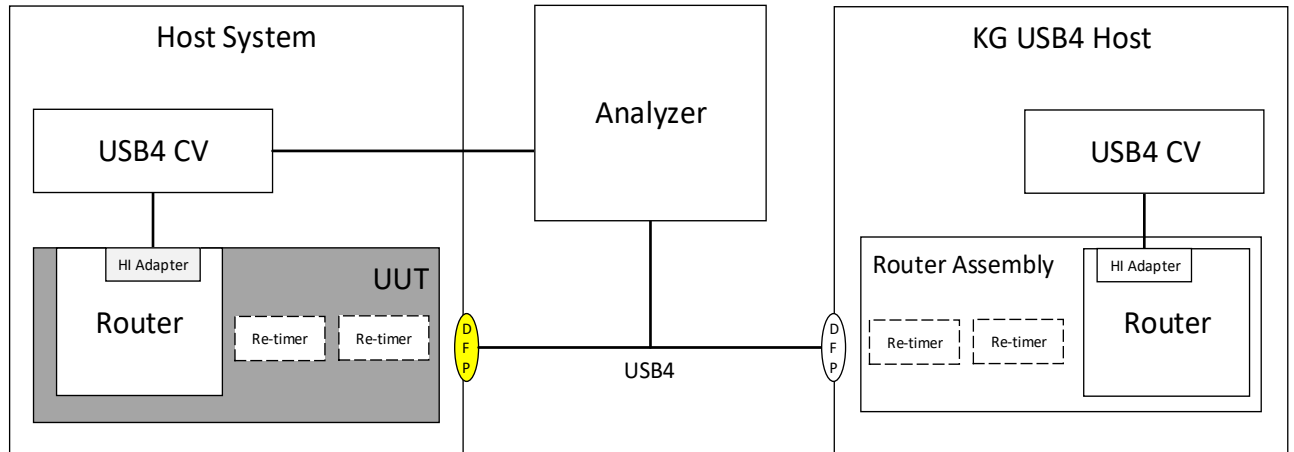 Host System
USB4 CV
HI Adapter
UUT
Router
Re-timer
Re-timer
D
F
P
Analyzer
USB4
D
F
P
KG USB4 Host
USB4 CV
Router Assembly
HI Adapter
Re-timer
Re-timer
Router